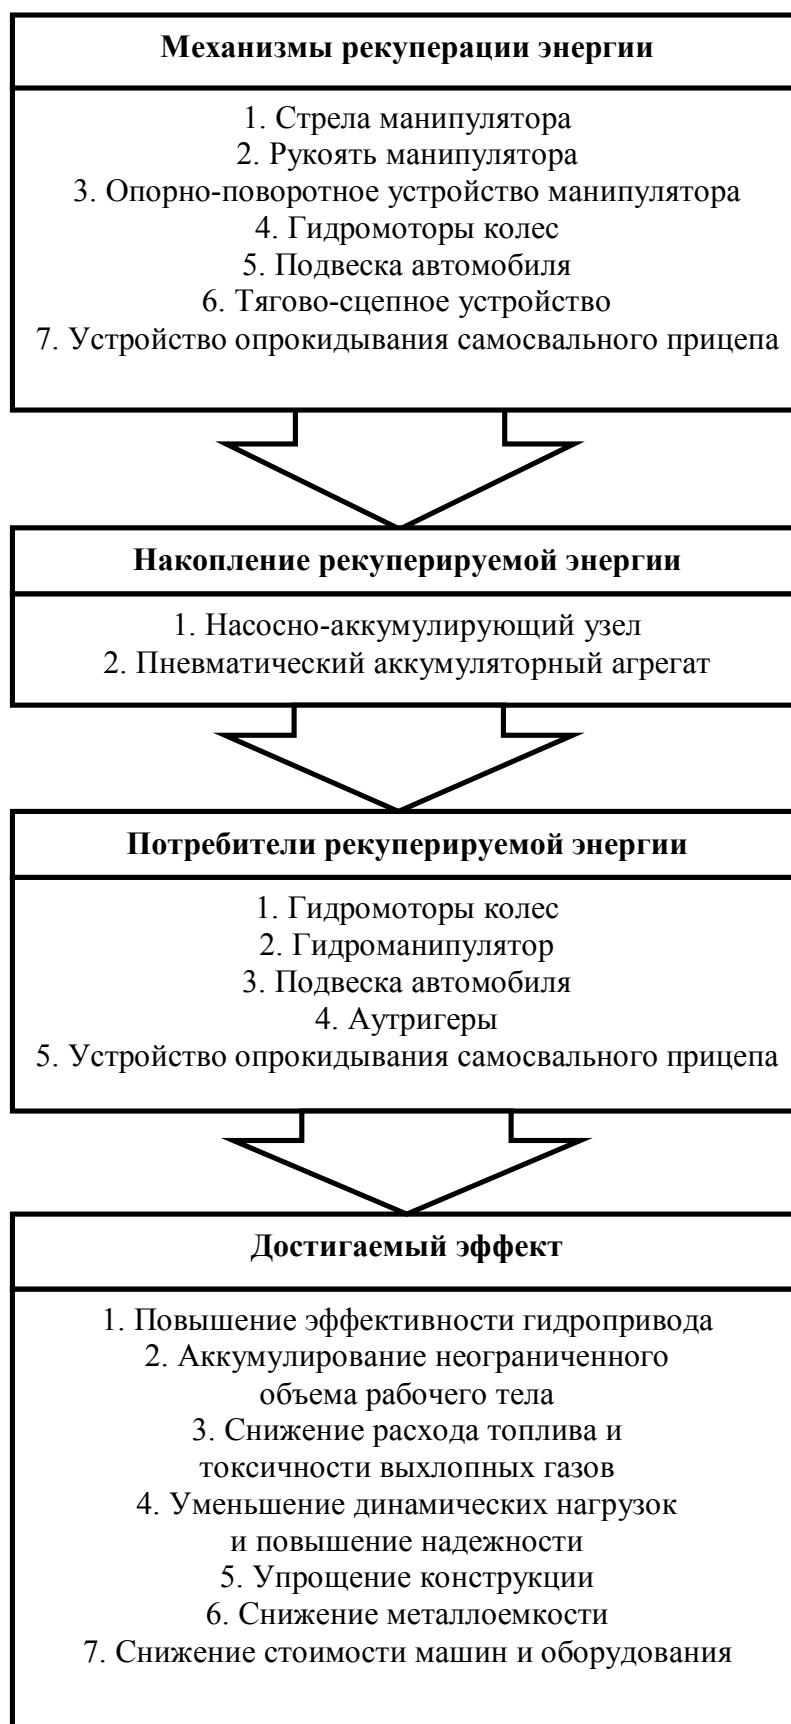 Механизмы рекуперации энергии
1. Стрела манипулятора
2. Рукоять манипулятора
3. Опорно-поворотное устройство манипулятора
4. Гидромоторы колес
5. Подвеска автомобиля
6. Тягово-сцепное устройство
7. Устройство опрокидывания самосвального прицепа
Накопление рекуперируемой энергии
1. Насосно-аккумулирующий узел
2. Пневматический аккумуляторный агрегат
Потребители рекуперируемой энергии
1. Гидромоторы колес
2. Гидроманипулятор
3. Подвеска автомобиля
4. Аутригеры
5. Устройство опрокидывания самосвального прицепа
Достигаемый эффект
1. Повышение эффективности гидропривода
2. Аккумулирование неограниченного
объема рабочего тела
3. Снижение расхода топлива и
токсичности выхлопных газов
4. Уменьшение динамических нагрузок
и повышение надежности
5. Упрощение конструкции
6. Снижение металлоемкости
7. Снижение стоимости машин и оборудования